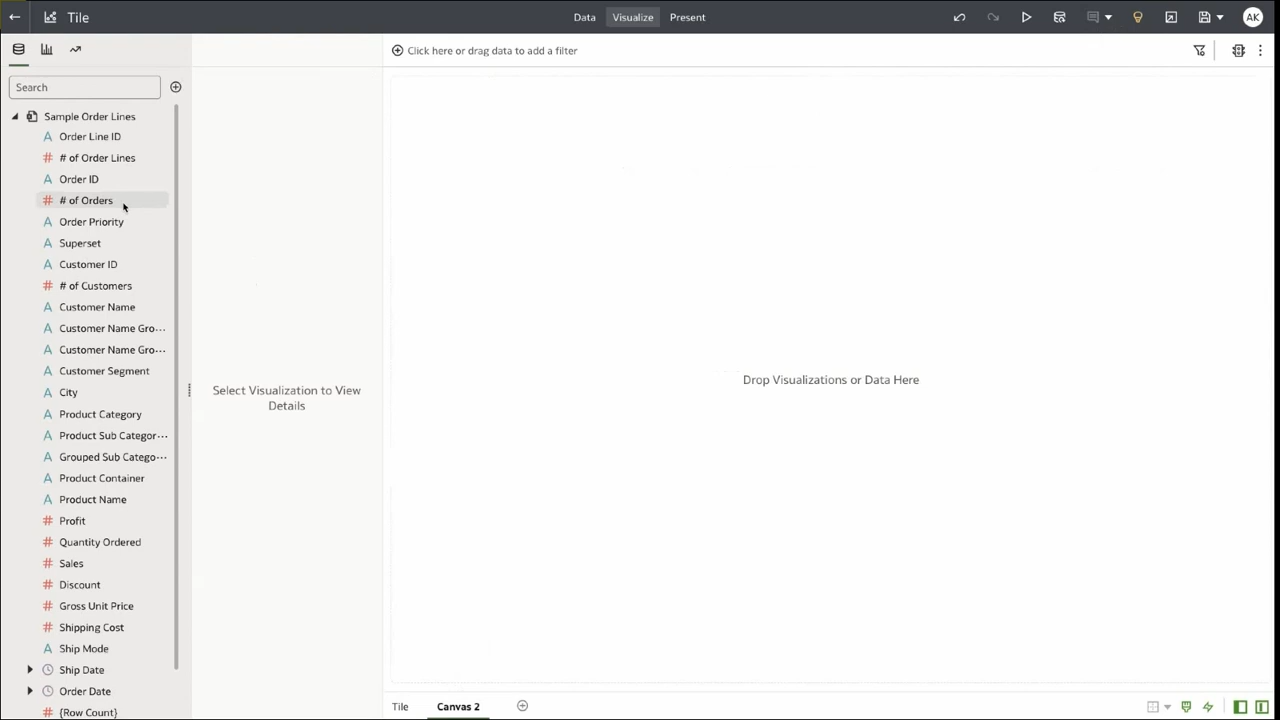 Tile
Data
Visualize
Present
AK
Click here or drag data to add a filter
Search
Sample Order Lines
A Order Line ID
# # of Order Lines
A Order ID
# # of Orders
A Order Priority
A Superset
A Customer ID
# # of Customers
A Customer Name
A Customer Name Gro...
A Customer Name Gro...
A Customer Segment
A City
A Product Category
A Product Sub Categor...
A Grouped Sub Catego...
A Product Container
A Product Name
# Profit
# Quantity Ordered
# Sales
# Discount
# Gross Unit Price
# Shipping Cost
A Ship Mode
Ship Date
Order Date
# {Row Count}
Select Visualization to View
Details
Drop Visualizations or Data Here
Tile
Canvas 2